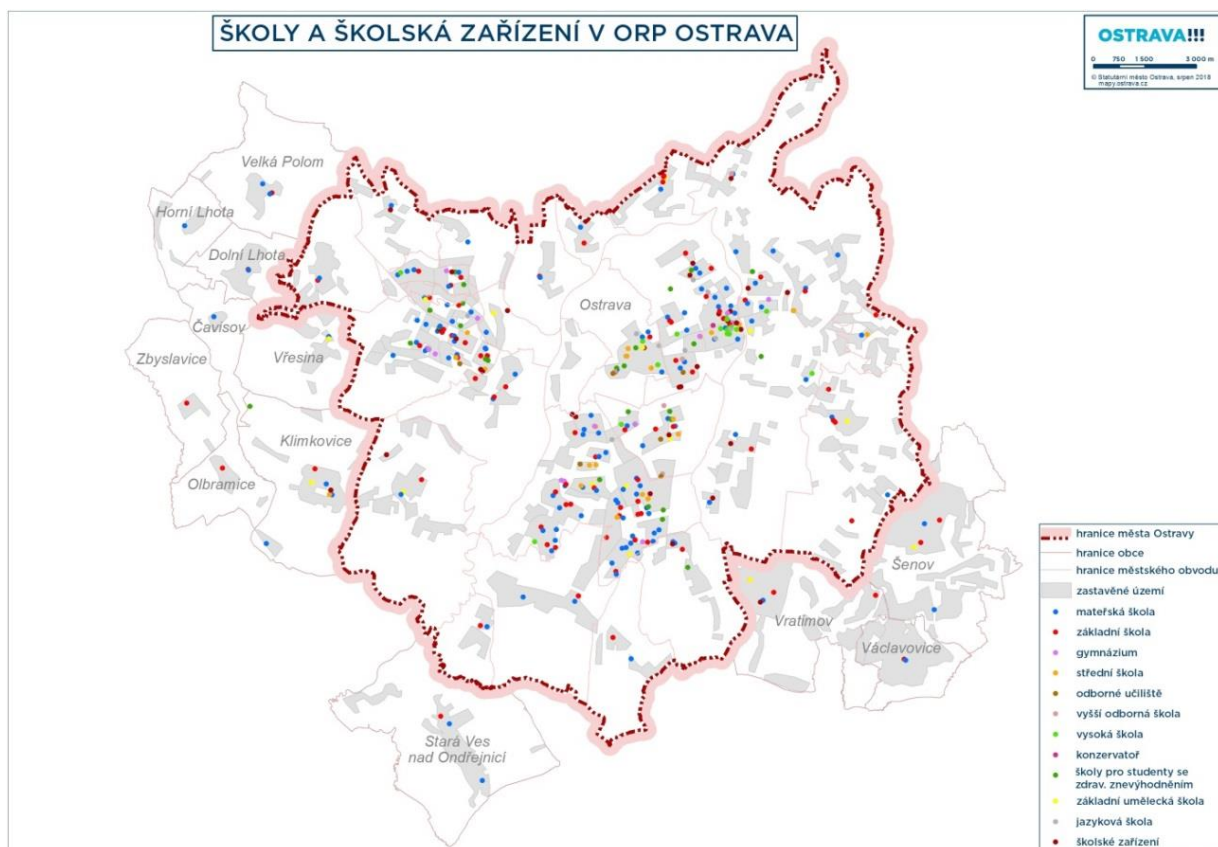 ŠKOLY A ŠKOLSKÁ ZAŘÍZENÍ V ORP OSTRAVA
OSTRAVA!!!
0 750 1 500 3 000 m
© Statutární město Ostrava, srpen 2018
mapy.ostrava.cz
Velká Polom
Horní Lhota
Dolní Lhota
Čavisov
Zbyslavice
Vřesina
Ostrava
Klimkovice
Olbramice
Šenov
Vratimov
Václavovice
Stará Ves
nad Ondřejnicí
hranice města Ostravy
hranice obce
hranice městského obvodu
zastavěné území
mateřská škola
základní škola
gymnázium
střední škola
odborné učiliště
vyšší odborná škola
vysoká škola
konzervatoř
školy pro studenty se
zdrav. znevýhodněním
základní umělecká škola
jazyková škola
školské zařízení